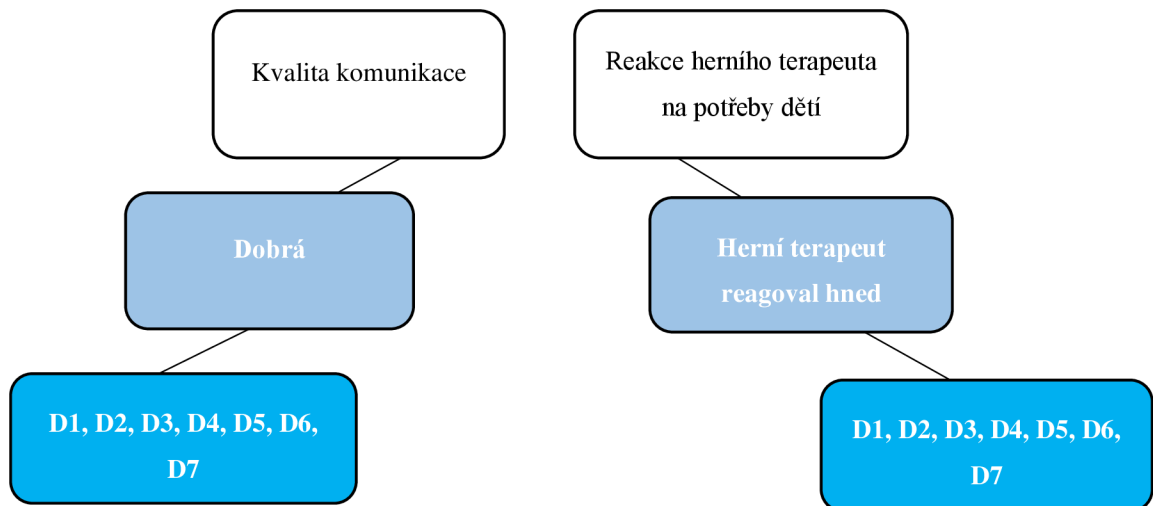 Kvalita komunikace
Reakce herního terapeuta
na potřeby dětí
Dobrá
Herní terapeut
reagoval hned
D1, D2, D3, D4, D5, D6,
D7
D1, D2, D3, D4, D5, D6,
D7